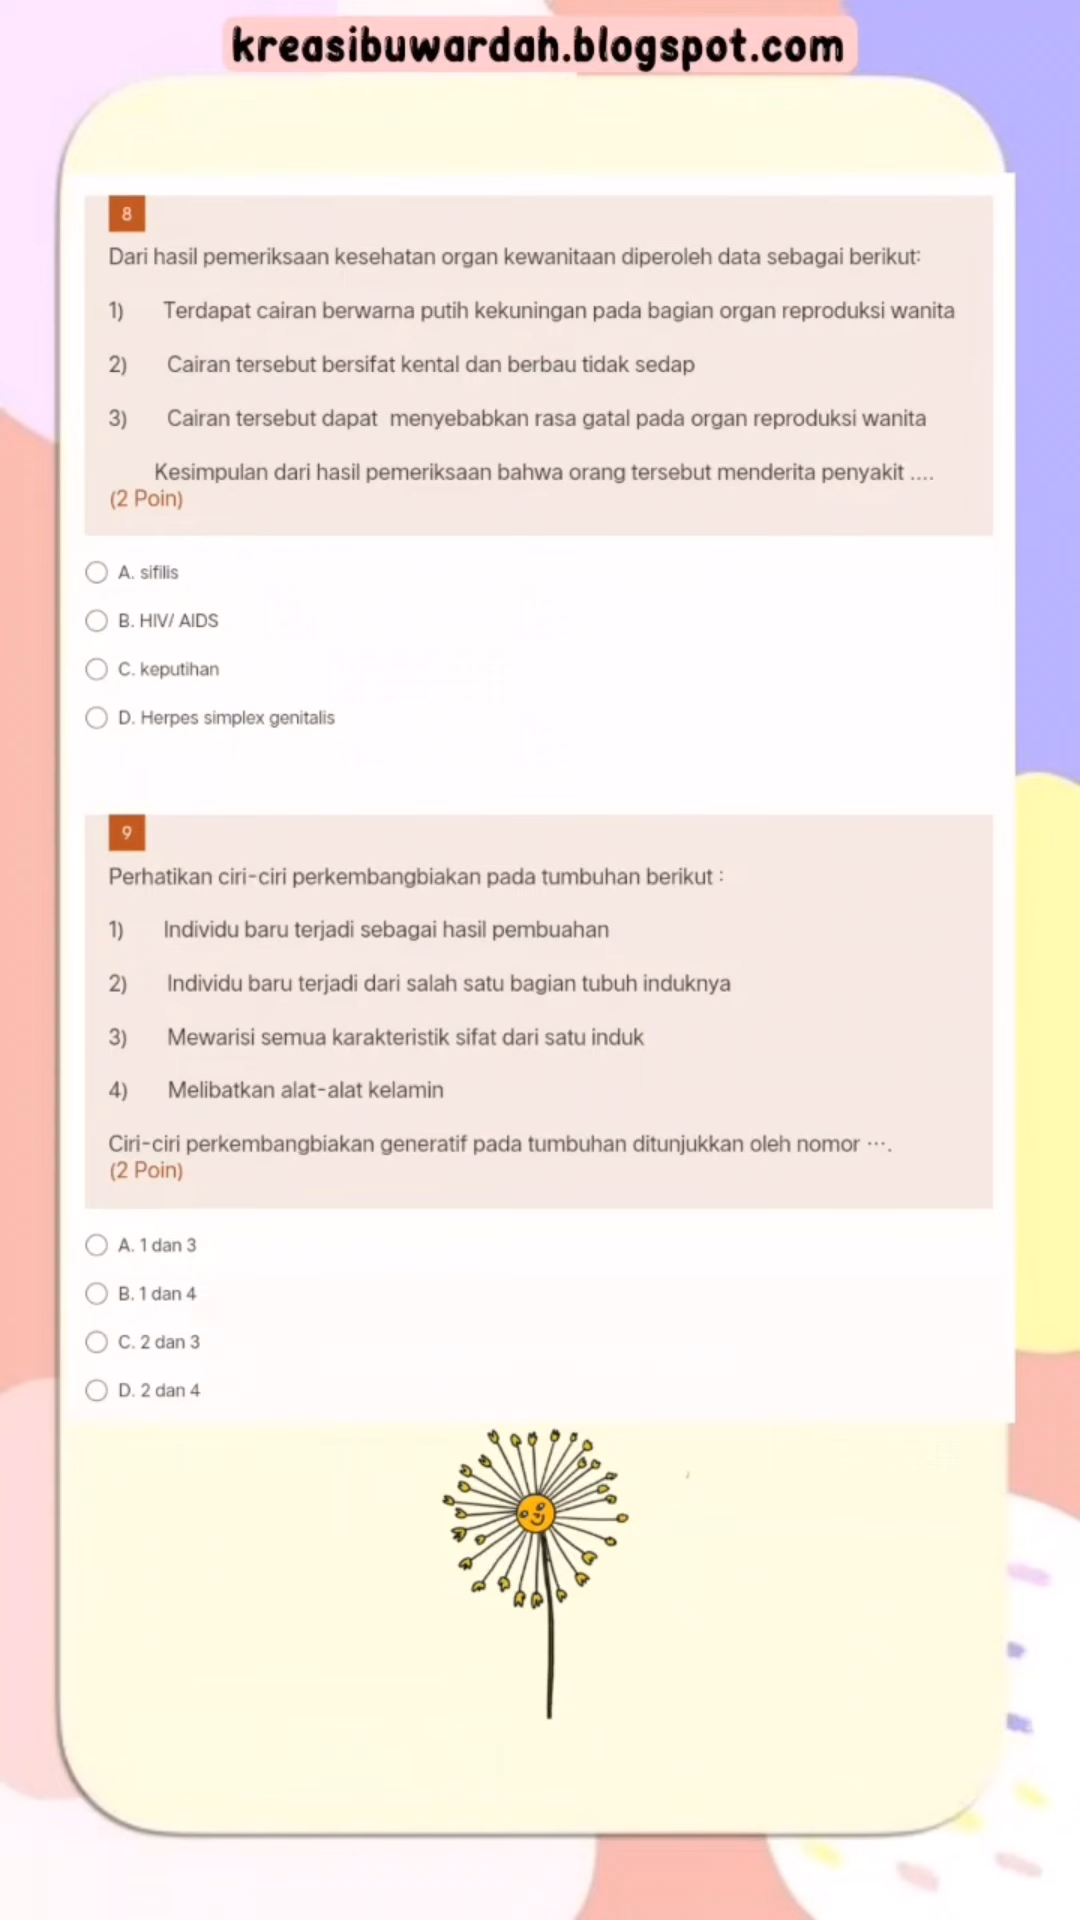 kreasibuwardah.blogspot.com
8
Dari hasil pemeriksaan kesehatan organ kewanitaan diperoleh data sebagai berikut:
1) Terdapat cairan berwarna putih kekuningan pada bagian organ reproduksi wanita
2) Cairan tersebut bersifat kental dan berbau tidak sedap
3) Cairan tersebut dapat menyebabkan rasa gatal pada organ reproduksi wanita
Kesimpulan dari hasil pemeriksaan bahwa orang tersebut menderita penyakit ....
(2 Poin)
A. sifilis
B. HIV/ AIDS
C. keputihan
D. Herpes simplex genitalis
9
Perhatikan ciri-ciri perkembangbiakan pada tumbuhan berikut :
1) Individu baru terjadi sebagai hasil pembuahan
2) Individu baru terjadi dari salah satu bagian tubuh induknya
3) Mewarisi semua karakteristik sifat dari satu induk
4) Melibatkan alat-alat kelamin
Ciri-ciri perkembangbiakan generatif pada tumbuhan ditunjukkan oleh nomor ….
(2 Poin)
A. 1 dan 3
B. 1 dan 4
C. 2 dan 3
D. 2 dan 4